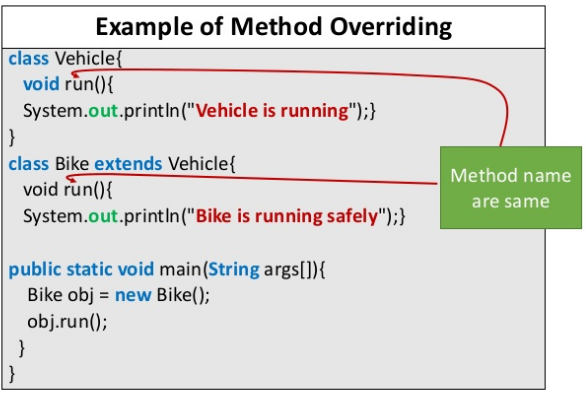 Example of Method Overriding
class Vehicle{
void run(){
System.out.println("Vehicle is running");}
}
class Bike extends Vehicle{
void run(){
System.out.println("Bike is running safely");}
public static void main(String args[]){
Bike obj = new Bike();
obj.run();
}
}
Method name
are same